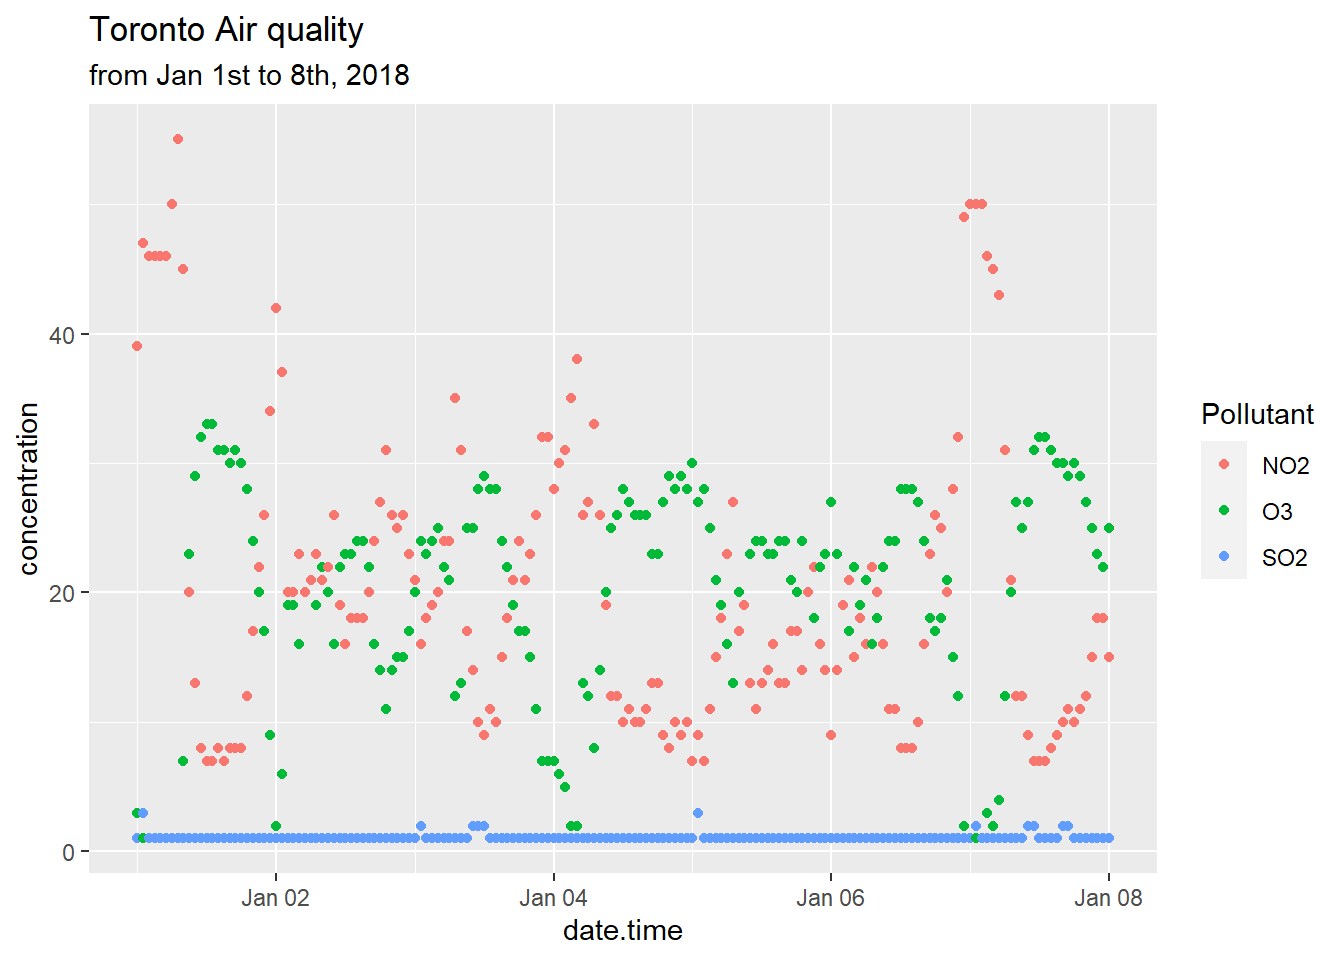 Toronto Air quality
from Jan 1st to 8th, 2018
concentration
40
20
0
Jan 02
Jan 04
Jan 06
Jan 08
date.time
Pollutant
NO2
O3
SO2